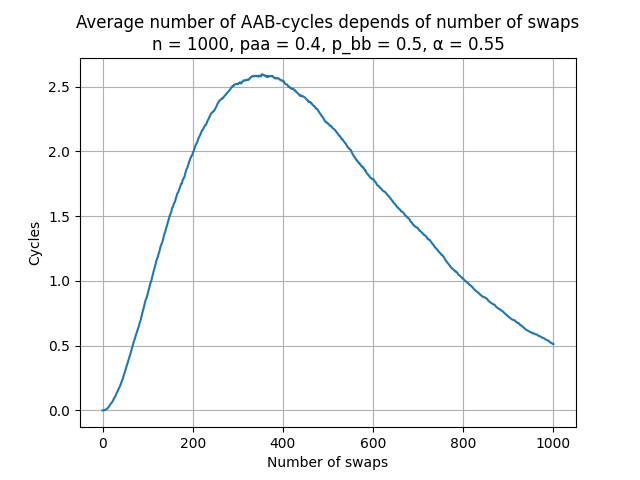 Average number of AAB-cycles depends of number of swaps
n = 1000, paa = 0.4, p_bb = 0.5, α = 0.55
2.5
2.0
1.5
1.0
0.5
0.0
Cycles
0 200 400 600 800 1000
Number of swaps